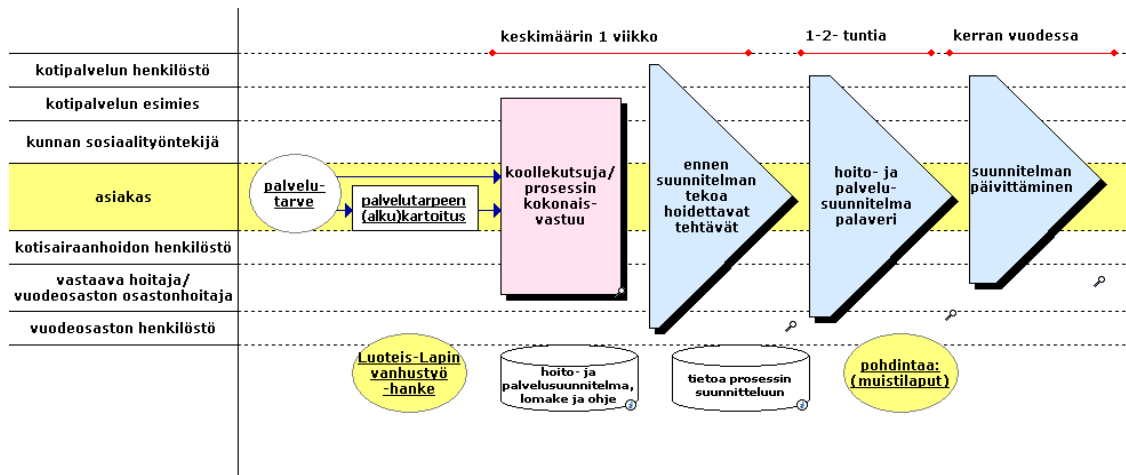 keskimäärin 1 viikko
1-2- tuntia
kerran vuodessa
kotipalvelun henkilöstö
kotipalvelun esimies
kunnan sosiaalityöntekijä
asiakas
kotisairaanhoidon henkilöstö
vastaava hoitaja/
vuodeosaston osastonhoitaja
vuodeosaston henkilöstö
palvelu-
tarve
palvelutarpeen
(alku)kartoitus
koollekutsuja/
prosessin
kokonais-
vastuu
ennen
suunnitelman
tekoa
hoidettavat
tehtävät
hoito- ja
palvelu-
suunnitelma
palaveri
suunnitelman
päivittäminen
Luoteis-Lapin
vanhustyö
-hanke
hoito- ja
palvelusuunnitelma,
lomake ja ohje
tietoa prosessin
suunnitteluun
pohdintaa:
(muistilaput)